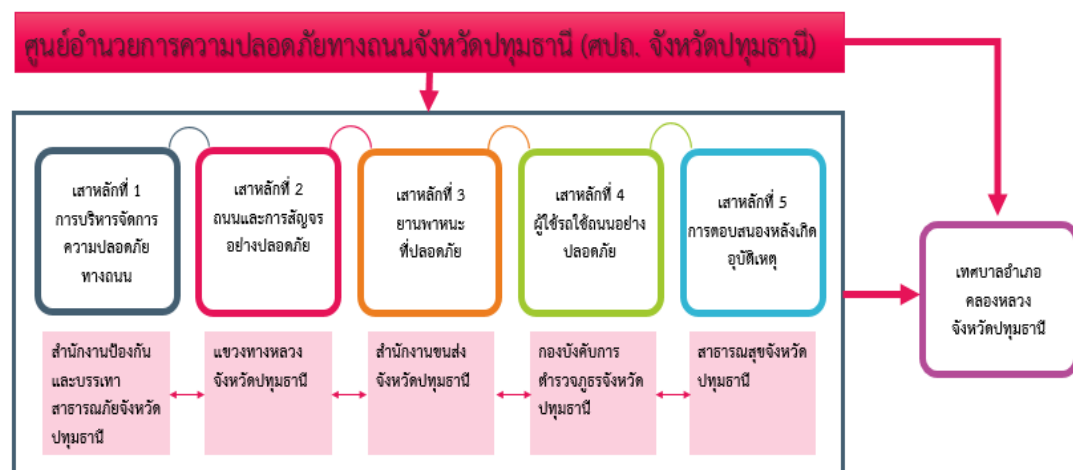 ศูนย์อำนวยการความปลอดภัยทางถนนจังหวัดปทุมธานี (ศปถ. จังหวัดปทุมธานี)
เสาหลักที่ 1
การบริหารจัดการ
ความปลอดภัย
ทางถนน
เสาหลักที่ 2
ถนนและการสัญจร
อย่างปลอดภัย
เสาหลักที่ 3
ยานพาหนะ
ที่ปลอดภัย
เสาหลักที่ 4
ผู้ใช้รถใช้ถนนอย่าง
ปลอดภัย
เสาหลักที่ 5
การตอบสนองหลังเกิด
อุบัติเหตุ
เทศบาลอำเภอ
คลองหลวง
จังหวัดปทุมธานี
สำนักงานป้องกัน
และบรรเทา
สาธารณภัยจังหวัด
ปทุมธานี
แขวงทางหลวง
จังหวัดปทุมธานี
สำนักงานขนส่ง
จังหวัดปทุมธานี
กองบังคับการ
ตำรวจภูธรจังหวัด
ปทุมธานี
สาธารณสุขจังหวัด
ปทุมธานี